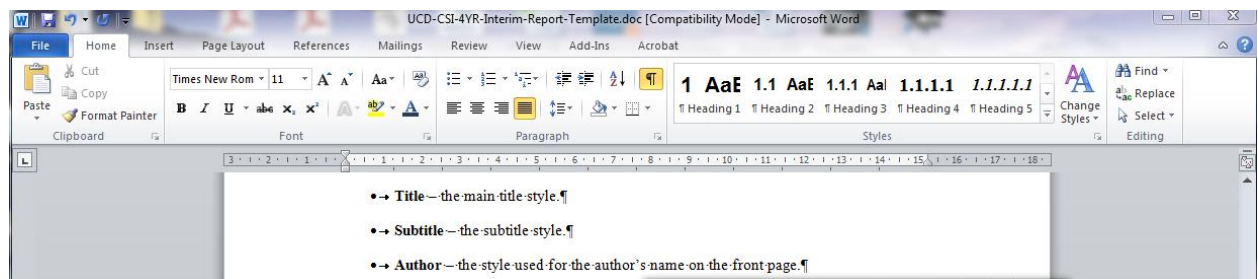 UCD-CSI-4YR-Interim-Report-Template.doc [Compatibility Mode] - Microsoft Word
File Home Insert Page Layout References Mailings Review View Add-Ins Acrobat
Cut
Copy
Format Painter
Paste
Clipboard
Times New Rom 11
Font
Paragraph
1 AaE 1.1 AaE 1.1.1 Aal 1.1.1.1 1.1.1.1.1
¶ Heading 1 ¶ Heading 2 ¶ Heading 3 ¶ Heading 4 ¶ Heading 5
Change Styles
Styles
Find
Replace
Select
Editing
3 2 1 1 2 3 4 5 6 7 8 9 10 11 12 13 14 15 16 17 18
•→ Title·–·the·main·title·style.¶
•→ Subtitle·–·the·subtitle·style.¶
•→ Author·–·the·style·used·for·the·author's·name·on·the·front·page.¶